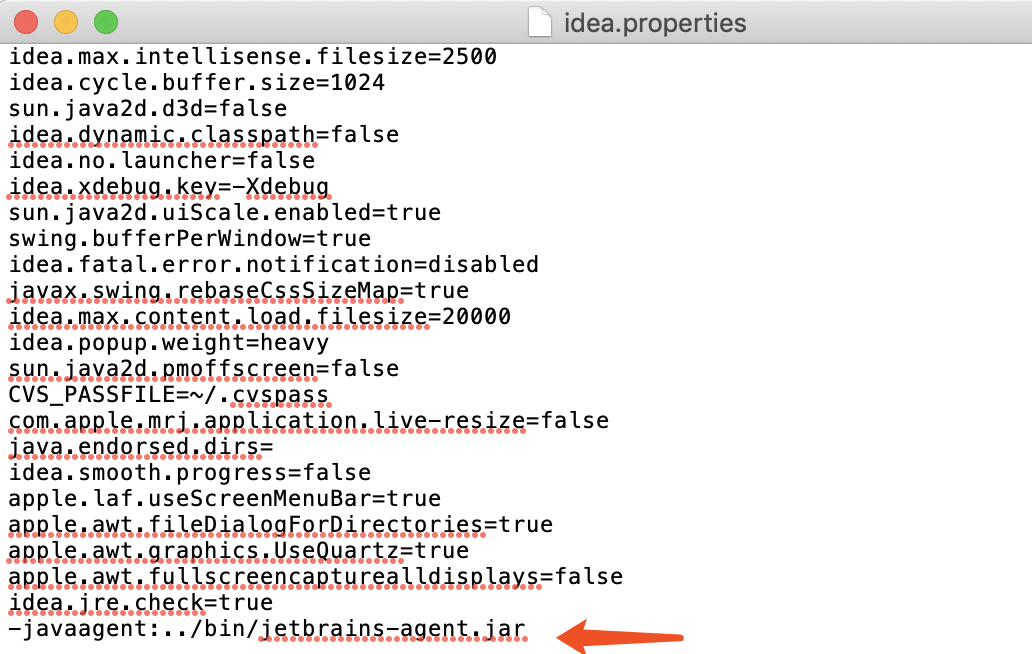 idea.properties
idea.max.intellisense.filesize=2500
idea.cycle.buffer.size=1024
sun.java2d.d3d=false
idea.dynamic.classpath=false
idea.no.launcher=false
idea.xdebug.key=-Xdebug
sun.java2d.uiScale.enabled=true
swing.bufferPerWindow=true
idea.fatal.error.notification=disabled
javax.swing.rebaseCssSizeMap=true
idea.max.content.load.filesize=20000
idea.popup.weight=heavy
sun.java2d.pmoffscreen=false
CVS_PASSFILE=~/.cvspass
com.apple.mrj.application.live-resize=false
java.endorsed.dirs=
idea.smooth.progress=false
apple.laf.useScreenMenuBar=true
apple.awt.fileDialogForDirectories=true
apple.awt.graphics.UseQuartz=true
apple.awt.fullscreencapturealldisplays=false
idea.jre.check=true
-javaagent:../bin/jetbrains-agent.jar